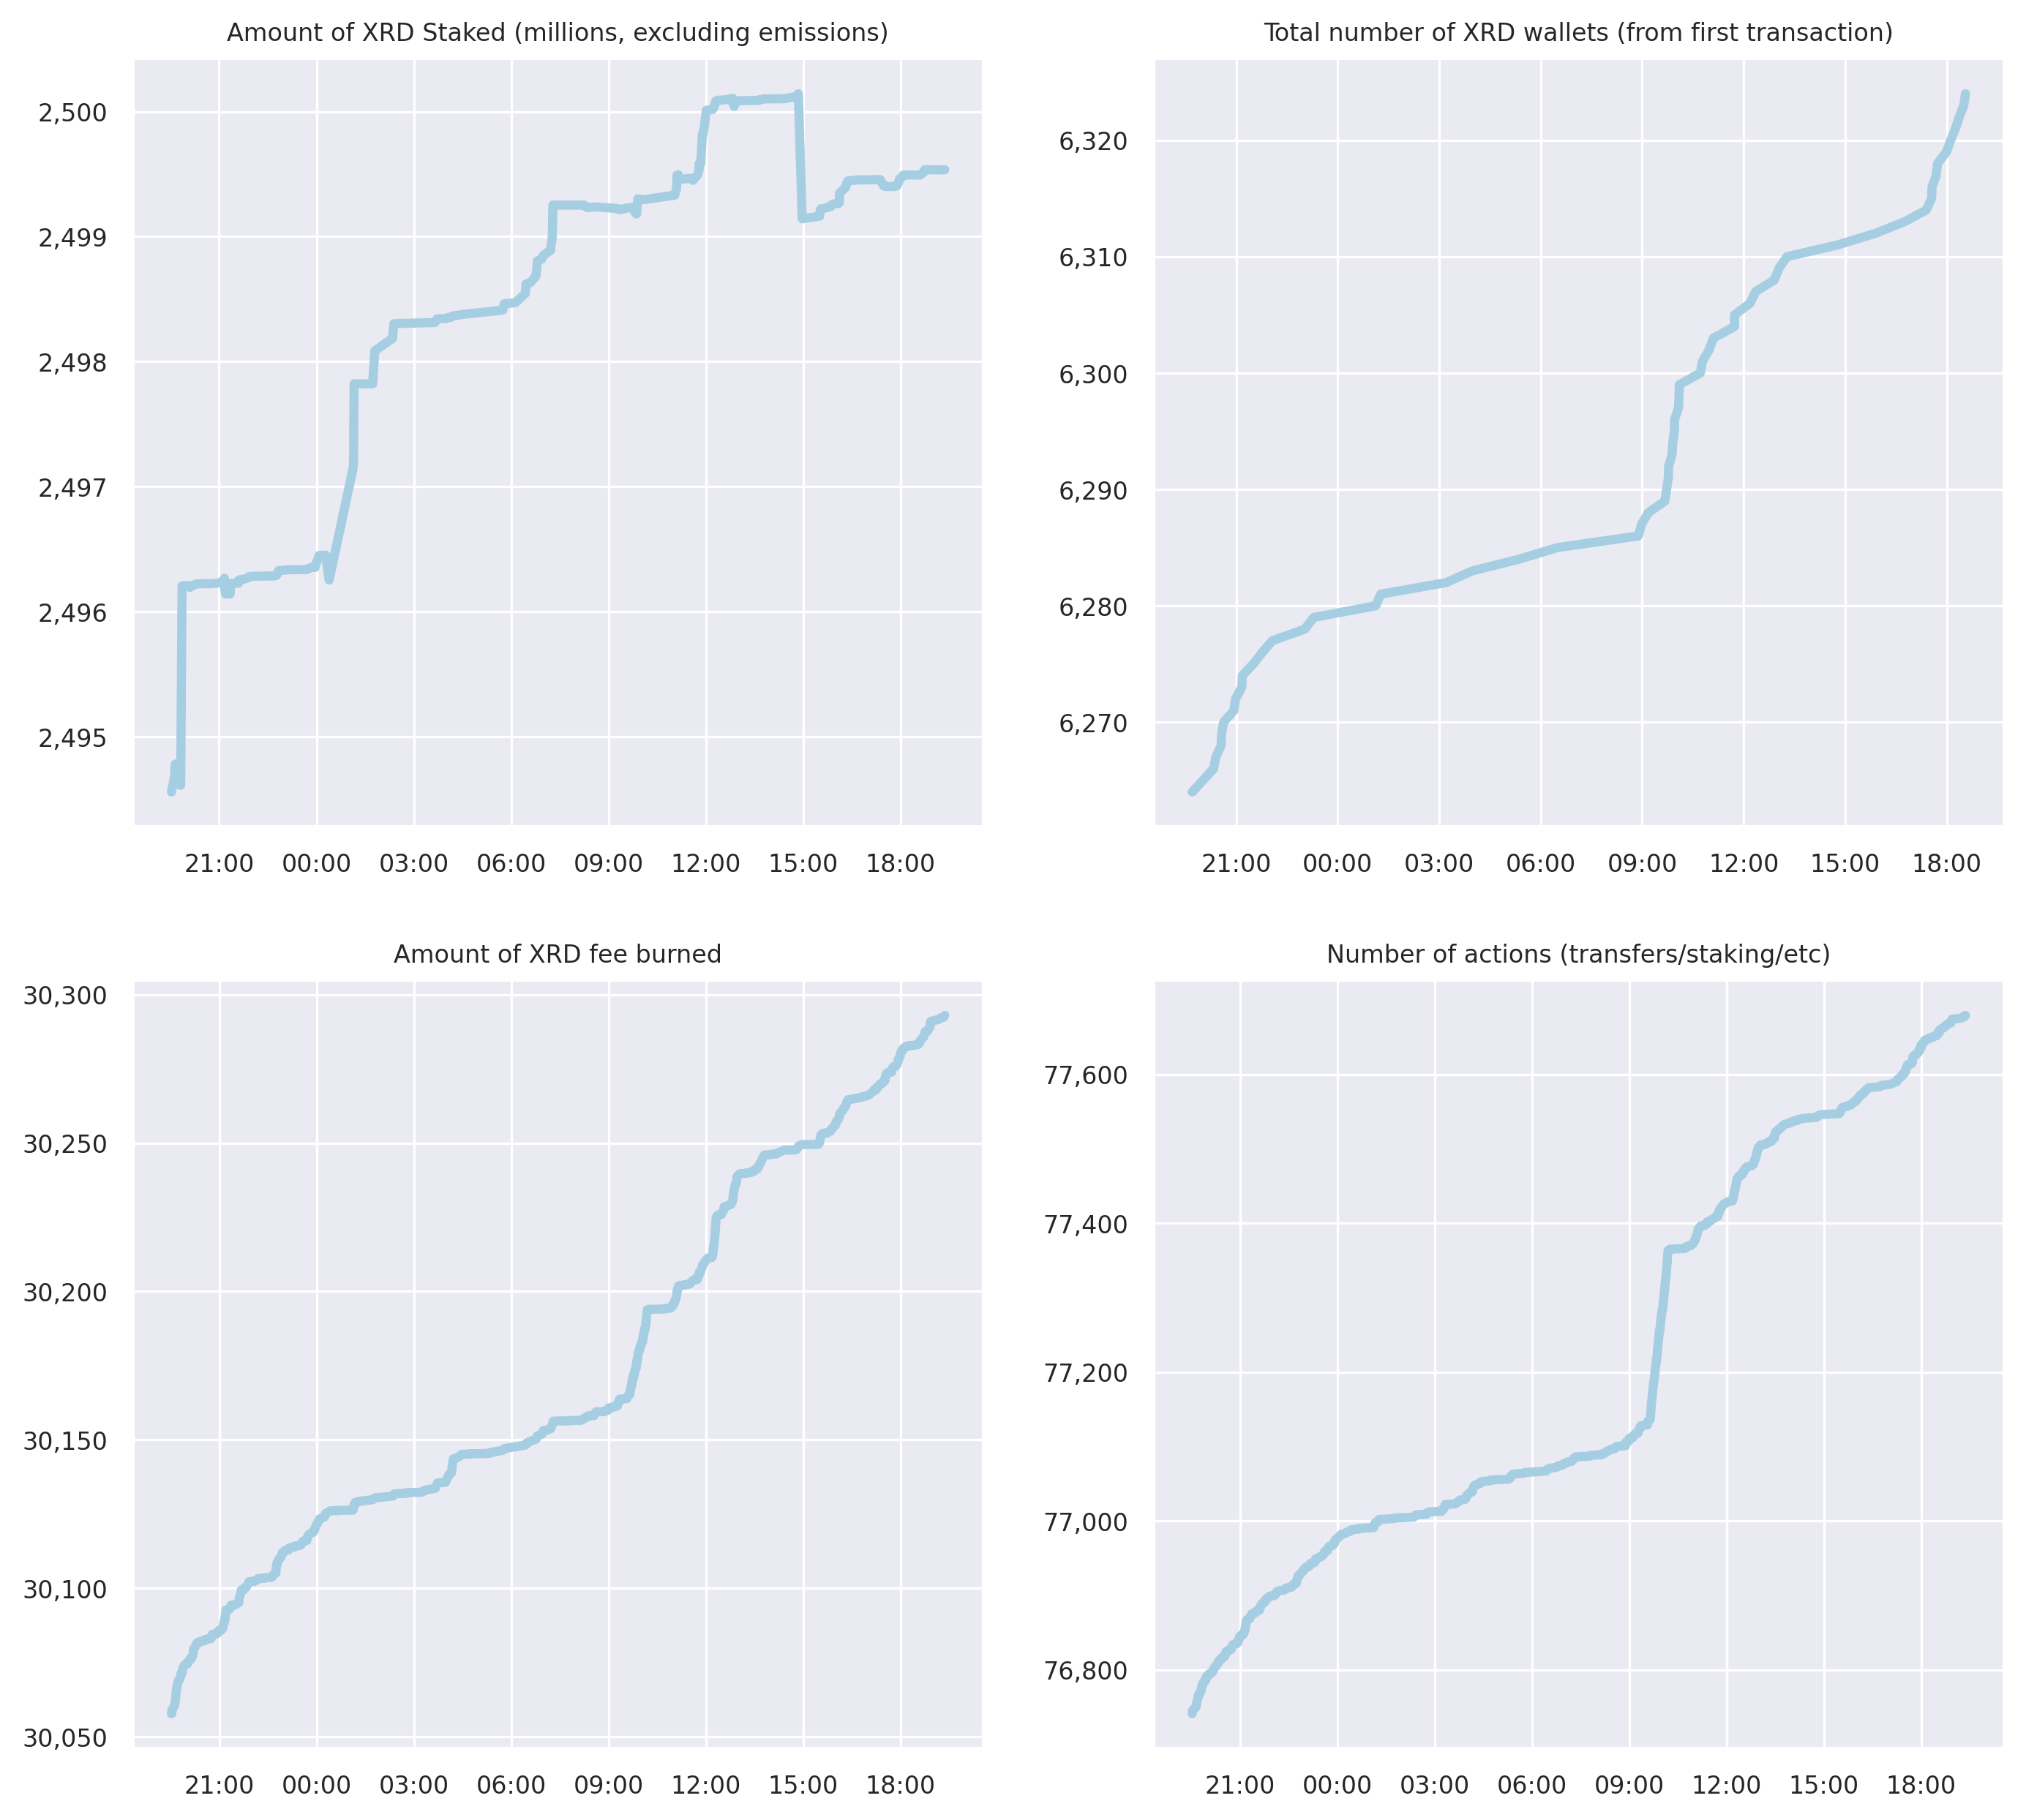 Amount of XRD Staked (millions, excluding emissions)
2,500
2,499
2,498
2,497
2,496
2,495
21:00 00:00 03:00 06:00 09:00 12:00 15:00 18:00
Total number of XRD wallets (from first transaction)
6,320
6,310
6,300
6,290
6,280
6,270
21:00 00:00 03:00 06:00 09:00 12:00 15:00 18:00
Amount of XRD fee burned
30,300
30,250
30,200
30,150
30,100
30,050
21:00 00:00 03:00 06:00 09:00 12:00 15:00 18:00
Number of actions (transfers/staking/etc)
77,600
77,400
77,200
77,000
76,800
21:00 00:00 03:00 06:00 09:00 12:00 15:00 18:00